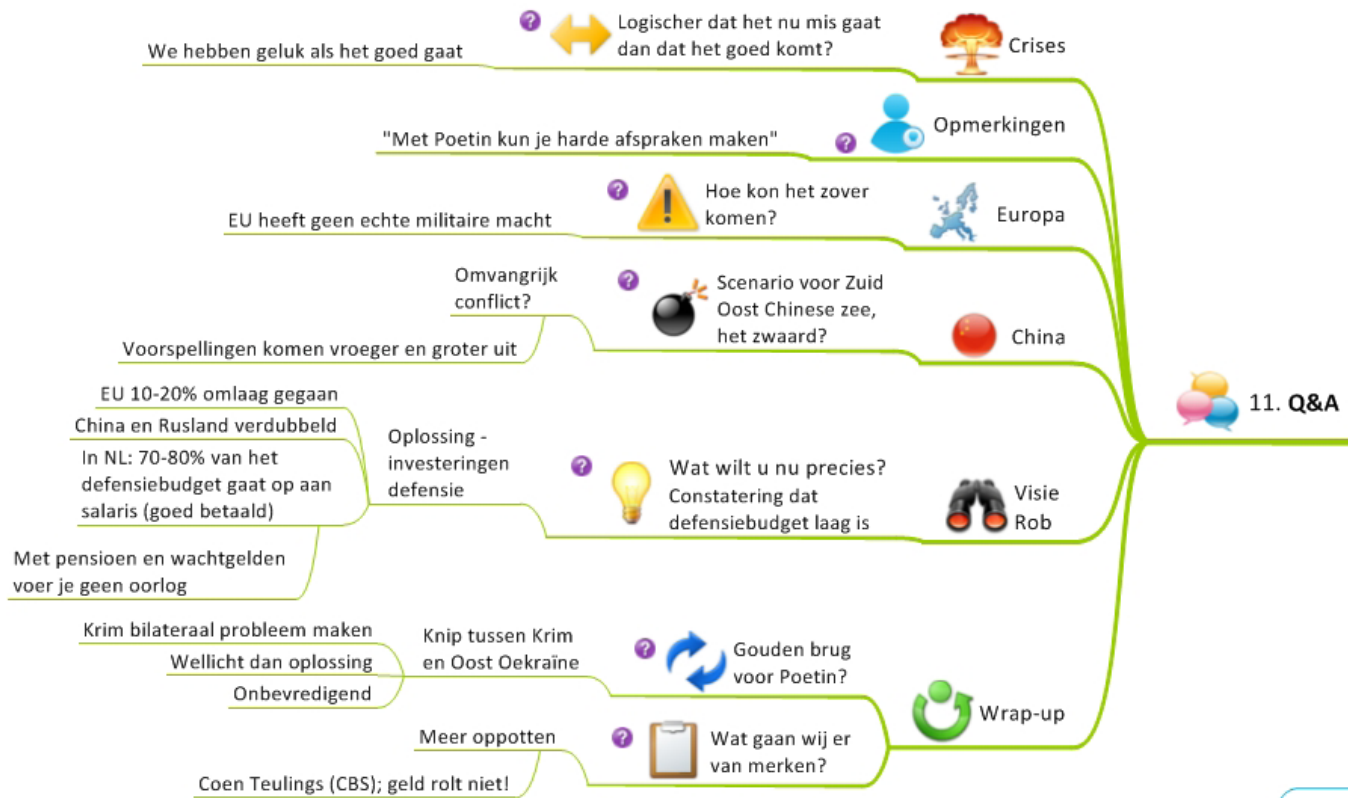 11. Q&A
Crises
Logischer dat het nu mis gaat
dan dat het goed komt?
We hebben geluk als het goed gaat
Opmerkingen
"Met Poetin kun je harde afspraken maken"
Europa
Hoe kon het zover
komen?
EU heeft geen echte militaire macht
China
Scenario voor Zuid
Oost Chinese zee,
het zwaard?
Omvangrijk
conflict?
Voorspellingen komen vroeger en groter uit
Visie
Rob
Wat wilt u nu precies?
Constatering dat
defensiebudget laag is
Oplossing -
investeringen
defensie
EU 10-20% omlaag gegaan
China en Rusland verdubbeld
In NL: 70-80% van het
defensiebudget gaat op aan
salaris (goed betaald)
Met pensioen en wachtgelden
voer je geen oorlog
Wrap-up
Gouden brug
voor Poetin?
Knip tussen Krim
en Oost Oekraïne
Krim bilateraal probleem maken
Wellicht dan oplossing
Onbevredigend
Wat gaan wij er
van merken?
Meer oppotten
Coen Teulings (CBS); geld rolt niet!